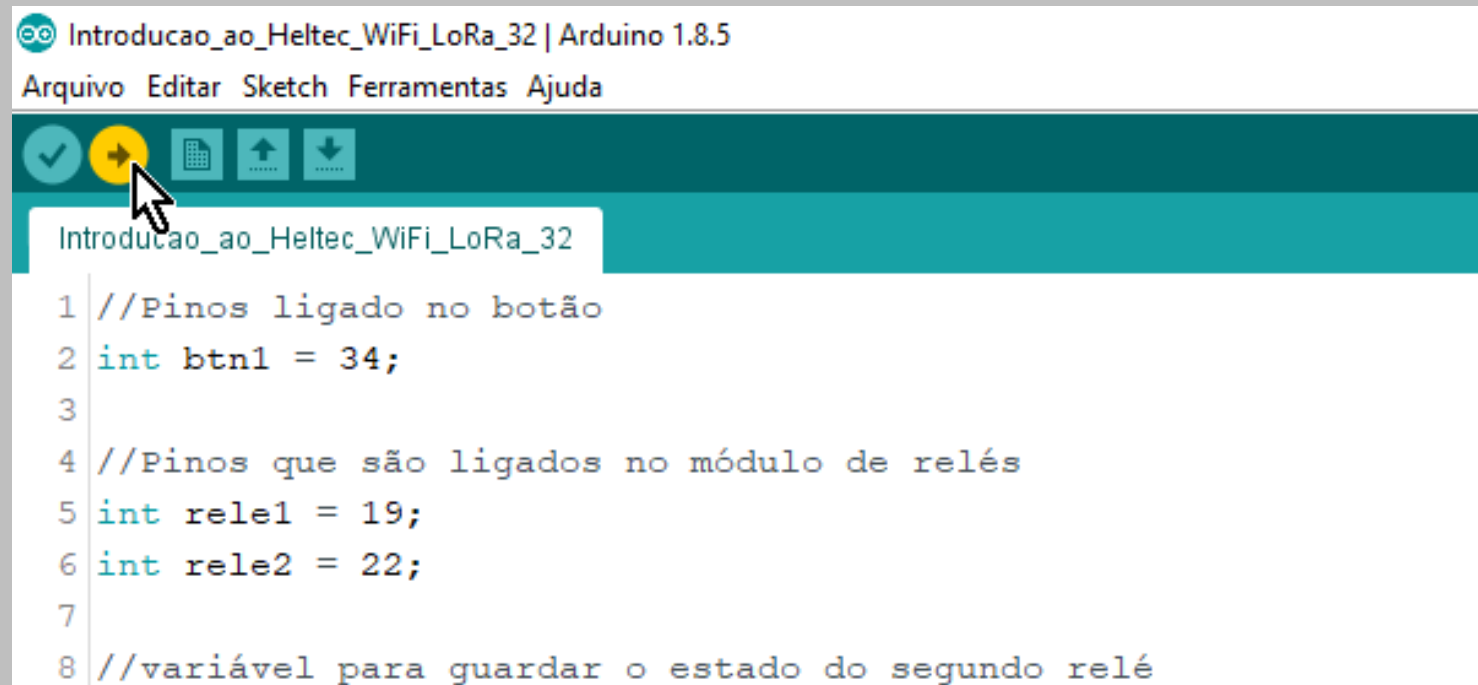 Introducao_ao_Heltec_WiFi_LoRa_32 | Arduino 1.8.5
Arquivo Editar Sketch Ferramentas Ajuda
Introducao_ao_Heltec_WiFi_LoRa_32
1 //Pinos ligado no botão
2 int btn1 = 34;
3
4 //Pinos que são ligados no módulo de relés
5 int rele1 = 19;
6 int rele2 = 22;
7
8 //variável para guardar o estado do segundo relé